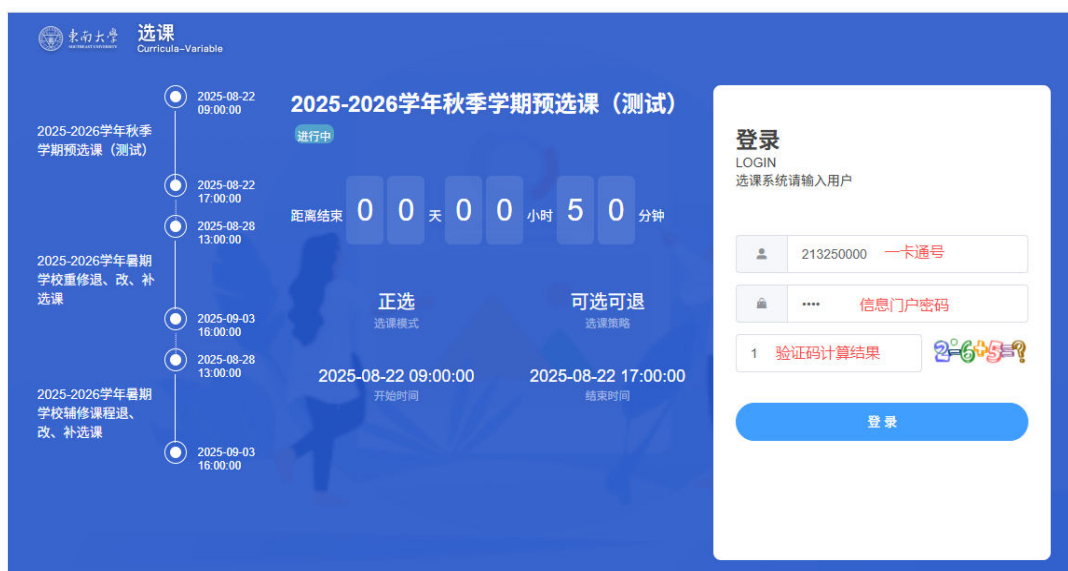 東南大學
SOUTHEAST UNIVERSITY
选课
Curricula-Variable
2025-08-22
09:00:00
2025-2026学年秋季
学期预选课（测试）
2025-08-22
17:00:00
2025-08-28
13:00:00
2025-2026学年暑期
学校重修退、改、补
选课
2025-09-03
16:00:00
2025-08-28
13:00:00
2025-2026学年暑期
学校辅修课程退、
改、补选课
2025-09-03
16:00:00
2025-2026学年秋季学期预选课（测试）
进行中
距离结束 0 0 天 0 0 小时 5 0 分钟
正选
选课模式
可选可退
选课策略
2025-08-22 09:00:00
开始时间
2025-08-22 17:00:00
结束时间
登录
LOGIN
选课系统请输入用户
213250000 一卡通号
···· 信息门户密码
1 验证码计算结果 2-6+5=?
登 录